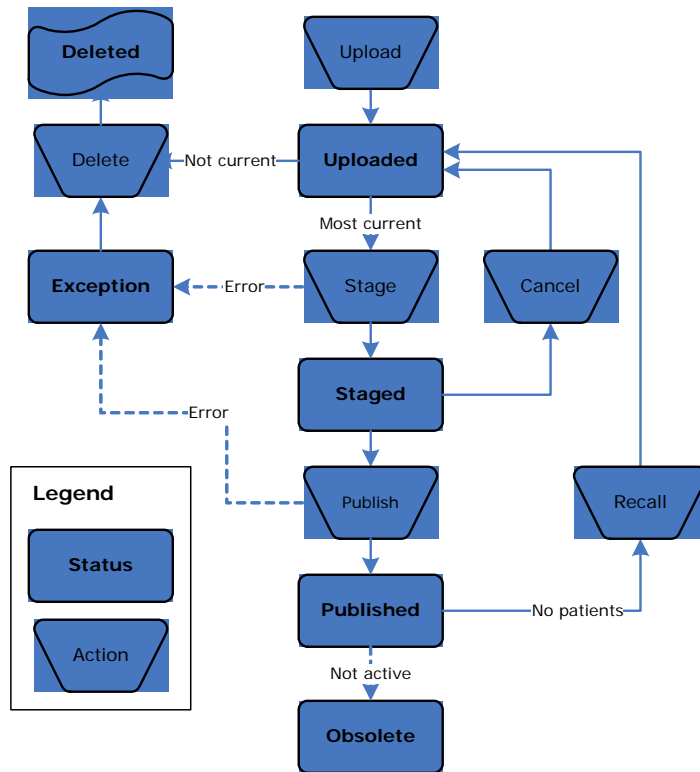 Deleted
Upload
Delete
Not current
Uploaded
Most current
Exception
Error
Stage
Cancel
Staged
Error
Publish
Recall
Legend
Status
Action
Published
No patients
Not active
Obsolete